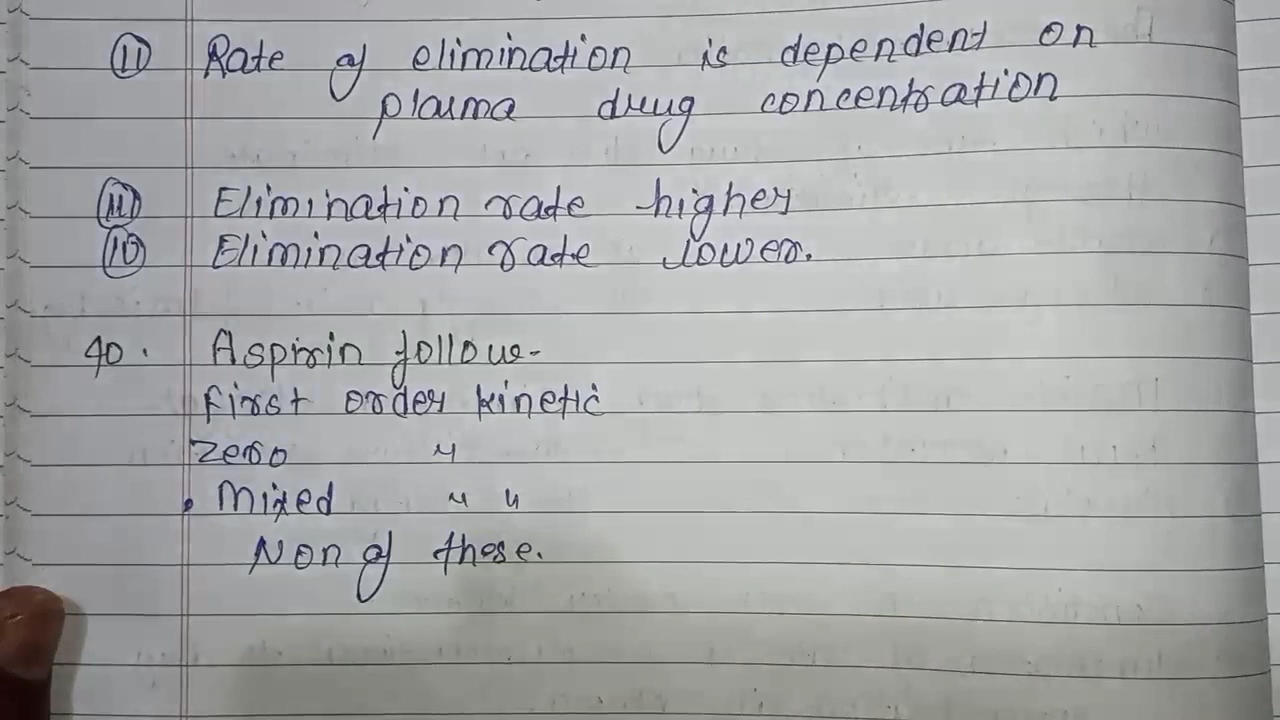 (ii) Rate of elimination is dependent on
plasma drug concentration
(iii) Elimination rate higher
(iv) Elimination rate lower.
40. Aspirin follow-
First order kinetic
Zero "
• Mixed " "
Non of these.